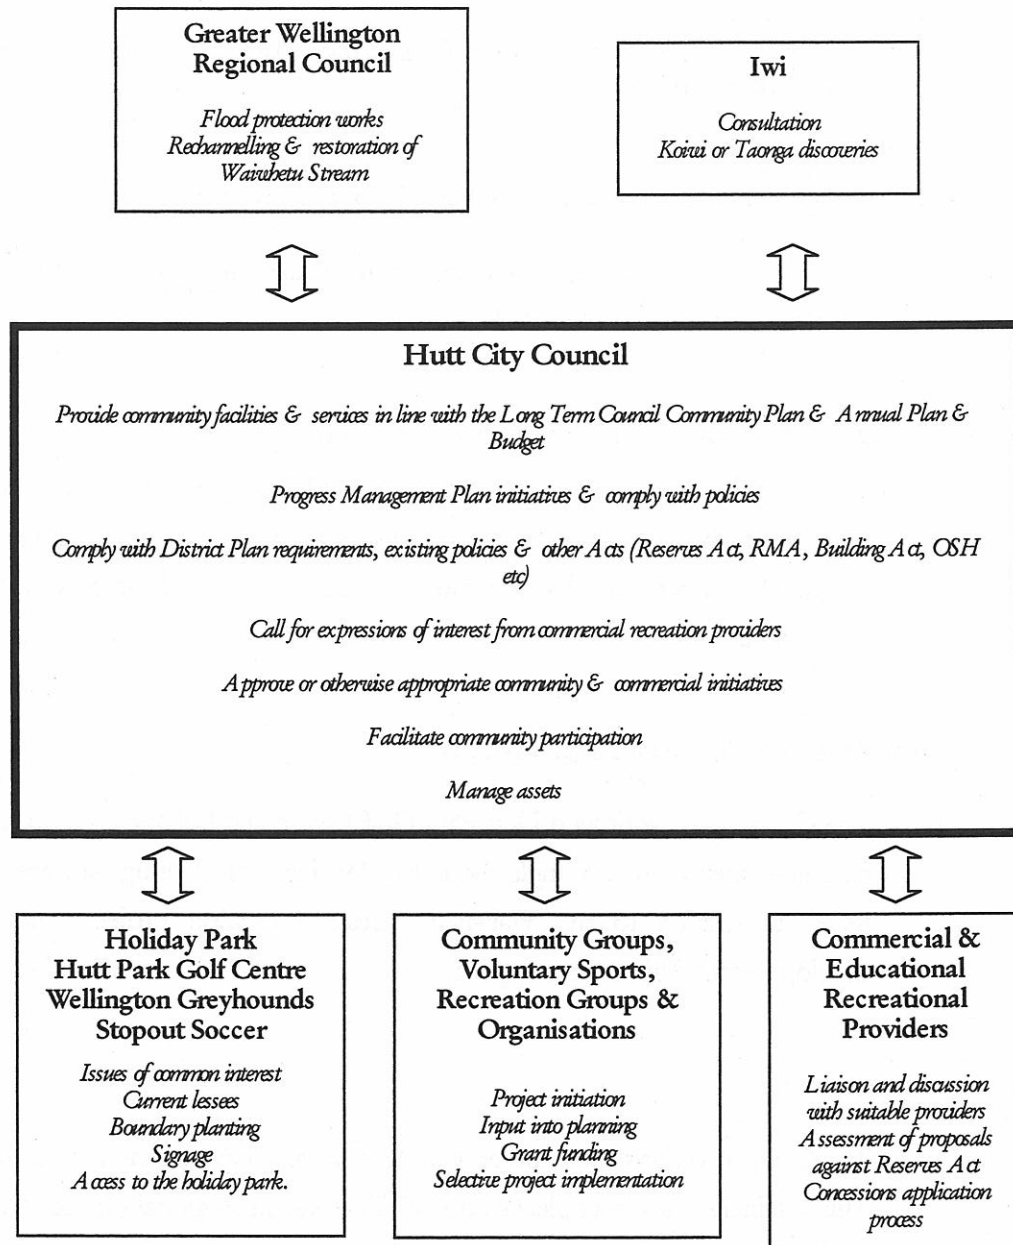 Greater Wellington
Regional Council
Flood protection works
Rechannelling & restoration of
Waiwhetu Stream
Iwi
Consultation
Koiwi or Taonga discoveries
Hutt City Council
Provide community facilities & services in line with the Long Term Council Community Plan & Annual Plan &
Budget
Progress Management Plan initiatives & comply with policies
Comply with District Plan requirements, existing policies & other Acts (Reserves Act, RMA, Building Act, OSH
etc)
Call for expressions of interest from commercial recreation providers
Approve or otherwise appropriate community & commercial initiatives
Facilitate community participation
Manage assets
Holiday Park
Hutt Park Golf Centre
Wellington Greyhounds
Stopout Soccer
Issues of common interest
Current lessees
Boundary planting
Signage
Access to the holiday park.
Community Groups,
Voluntary Sports,
Recreation Groups &
Organisations
Project initiation
Input into planning
Grant funding
Selective project implementation
Commercial &
Educational
Recreational
Providers
Liaison and discussion
with suitable providers
Assessment of proposals
against Reserves Act
Concessions application
process